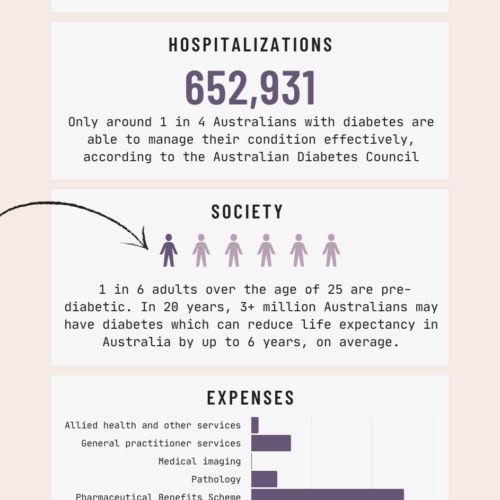 HOSPITALIZATIONS
652,931
Only around 1 in 4 Australians with diabetes are
able to manage their condition effectively,
according to the Australian Diabetes Council
SOCIETY
1 in 6 adults over the age of 25 are pre-
diabetic. In 20 years, 3+ million Australians may
have diabetes which can reduce life expectancy in
Australia by up to 6 years, on average.
EXPENSES
Allied health and other services
General practitioner services
Medical imaging
Pathology
Pharmaceutical Benefits Scheme